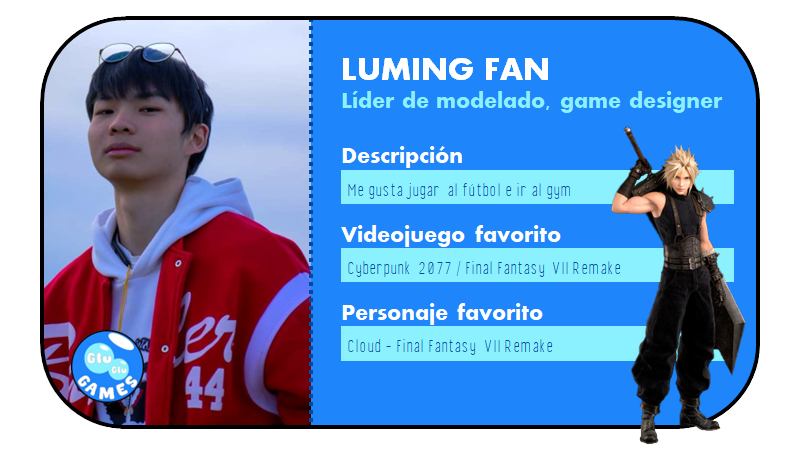 LUMING FAN
Líder de modelado, game designer
Descripción
Me gusta jugar al fútbol e ir al gym
Videojuego favorito
Cyberpunk 2077 / Final Fantasy VII Remake
Personaje favorito
Cloud - Final Fantasy VII Remake
Glu
Glu
GAMES
44